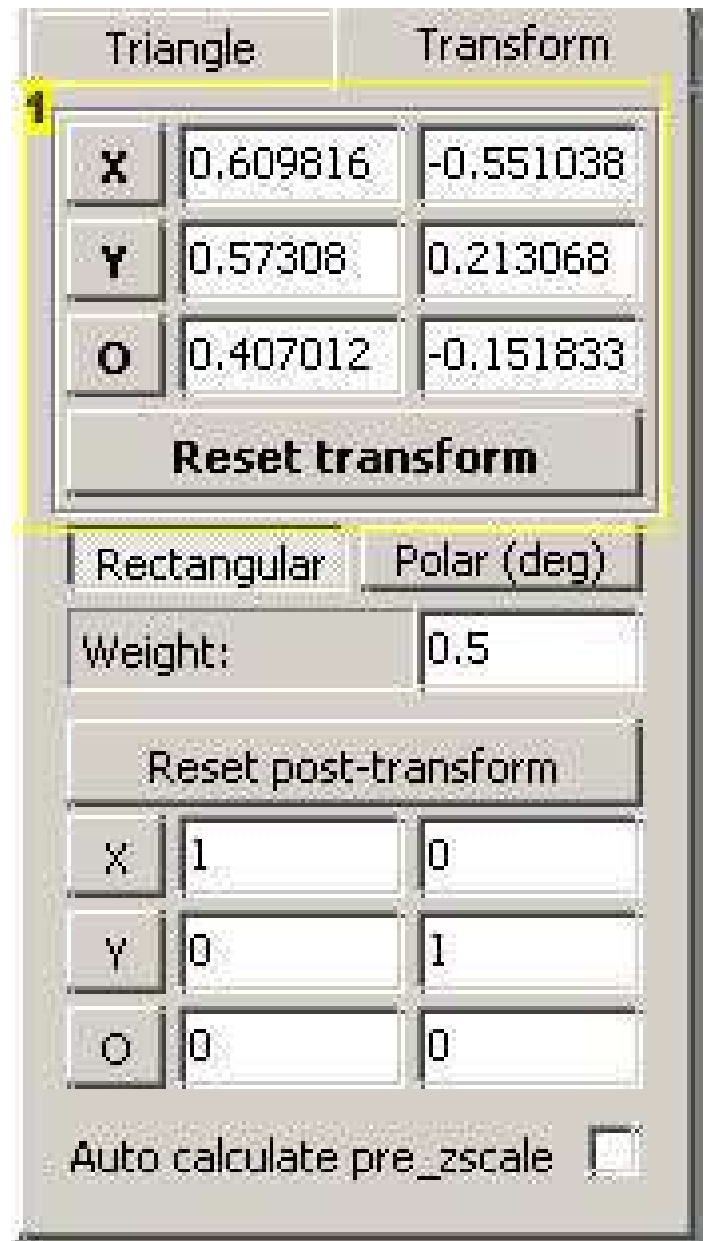 Triangle Transform
1
X 0.609816 -0.551038
Y 0.57308 0.213068
O 0.407012 -0.151833
Reset transform
Rectangular Polar (deg)
Weight: 0.5
Reset post-transform
X 1 0
Y 0 1
O 0 0
Auto calculate pre_zscale